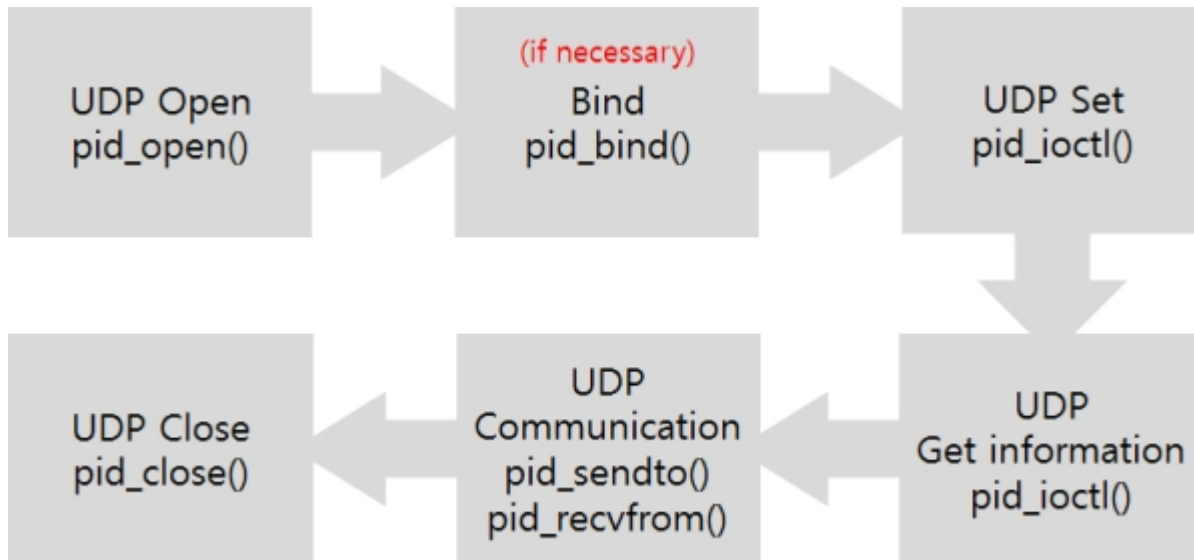 UDP Open
pid_open()
(if necessary)
Bind
pid_bind()
UDP Set
pid_ioctl()
UDP
Get information
pid_ioctl()
UDP
Communication
pid_sendto()
pid_recvfrom()
UDP Close
pid_close()